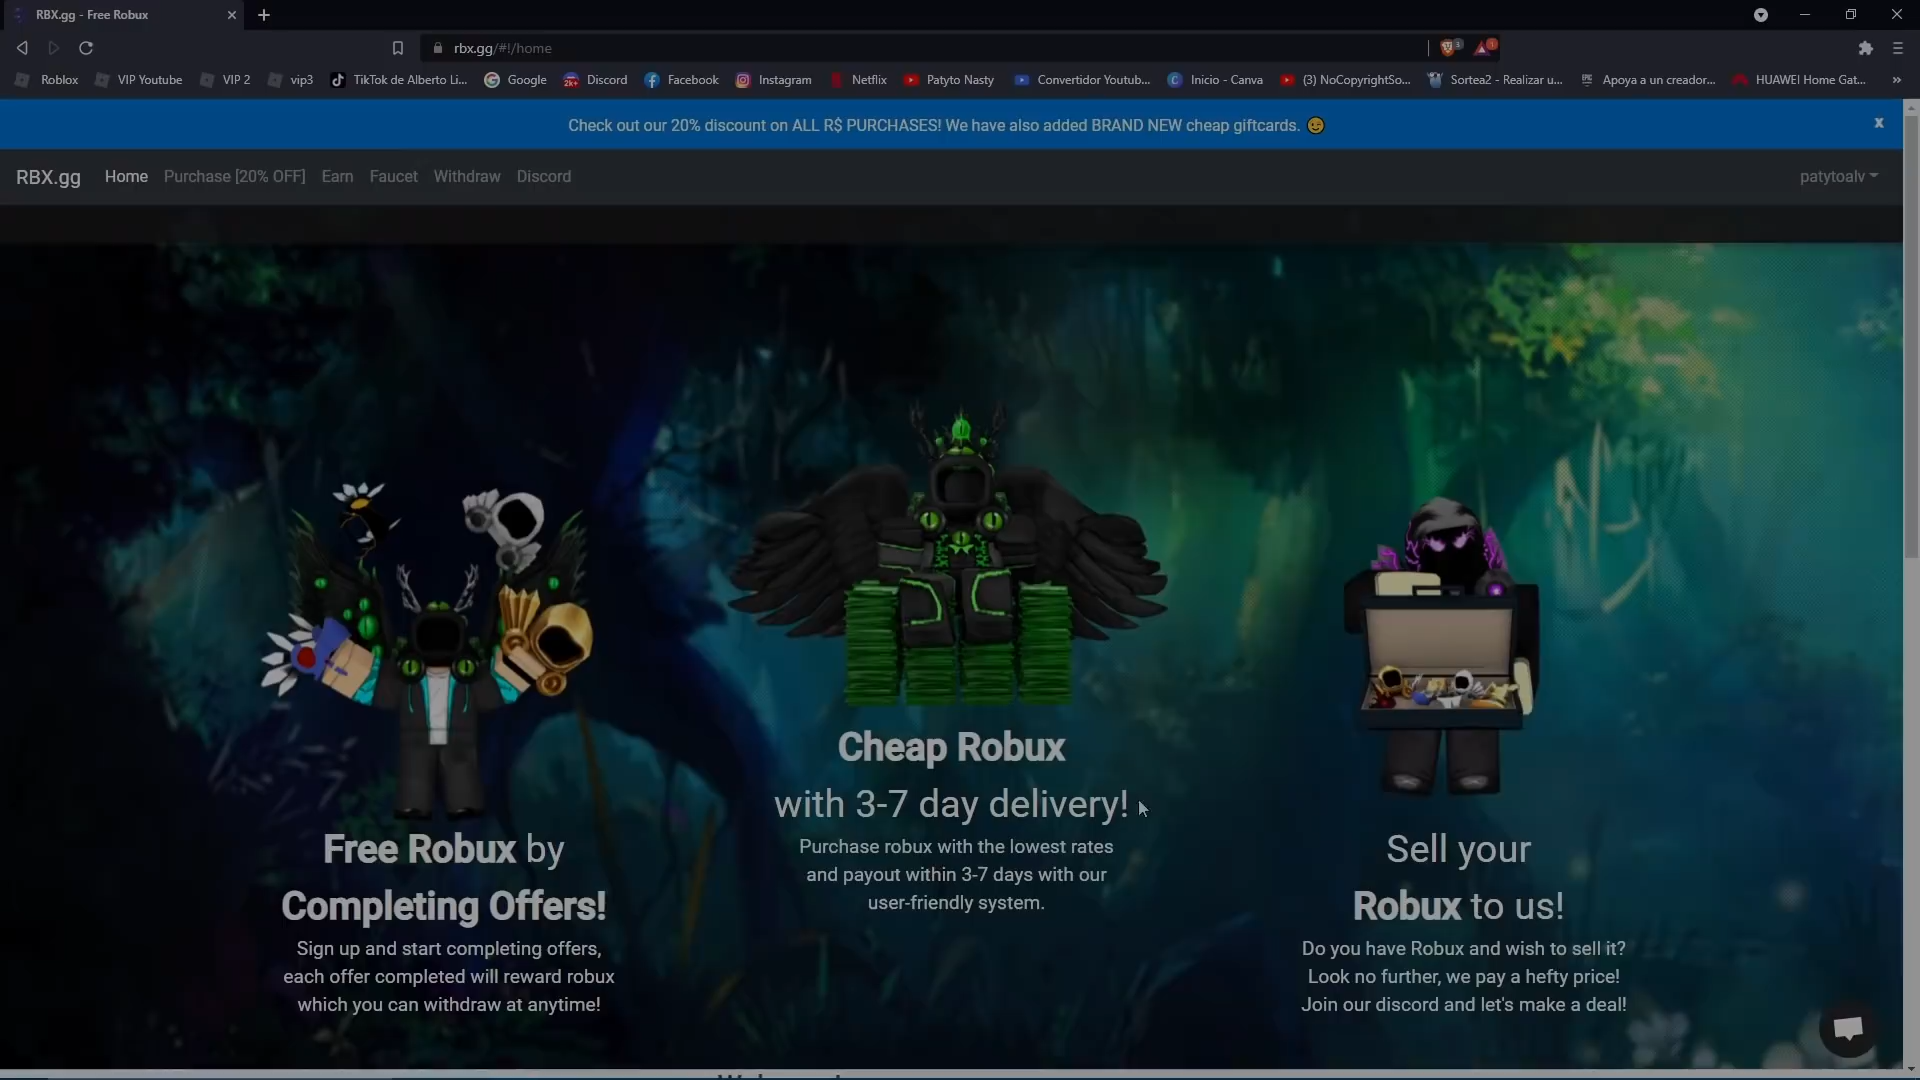 RBX.gg - Free Robux
rbx.gg/#!/home
3
1
Roblox
VIP Youtube
VIP 2
vip3
TikTok de Alberto Li...
Google
2k+
Discord
Facebook
Instagram
Netflix
Patyto Nasty
Convertidor Youtub...
Inicio - Canva
(3) NoCopyrightSo...
Sortea2 - Realizar u...
Apoya a un creador...
HUAWEI Home Gat...
Check out our 20% discount on ALL R$ PURCHASES! We have also added BRAND NEW cheap giftcards. 😉
x
RBX.gg Home Purchase [20% OFF] Earn Faucet Withdraw Discord
patytoalv
Free Robux by
Completing Offers!
Sign up and start completing offers,
each offer completed will reward robux
which you can withdraw at anytime!
Cheap Robux
with 3-7 day delivery!
Purchase robux with the lowest rates
and payout within 3-7 days with our
user-friendly system.
Sell your
Robux to us!
Do you have Robux and wish to sell it?
Look no further, we pay a hefty price!
Join our discord and let's make a deal!